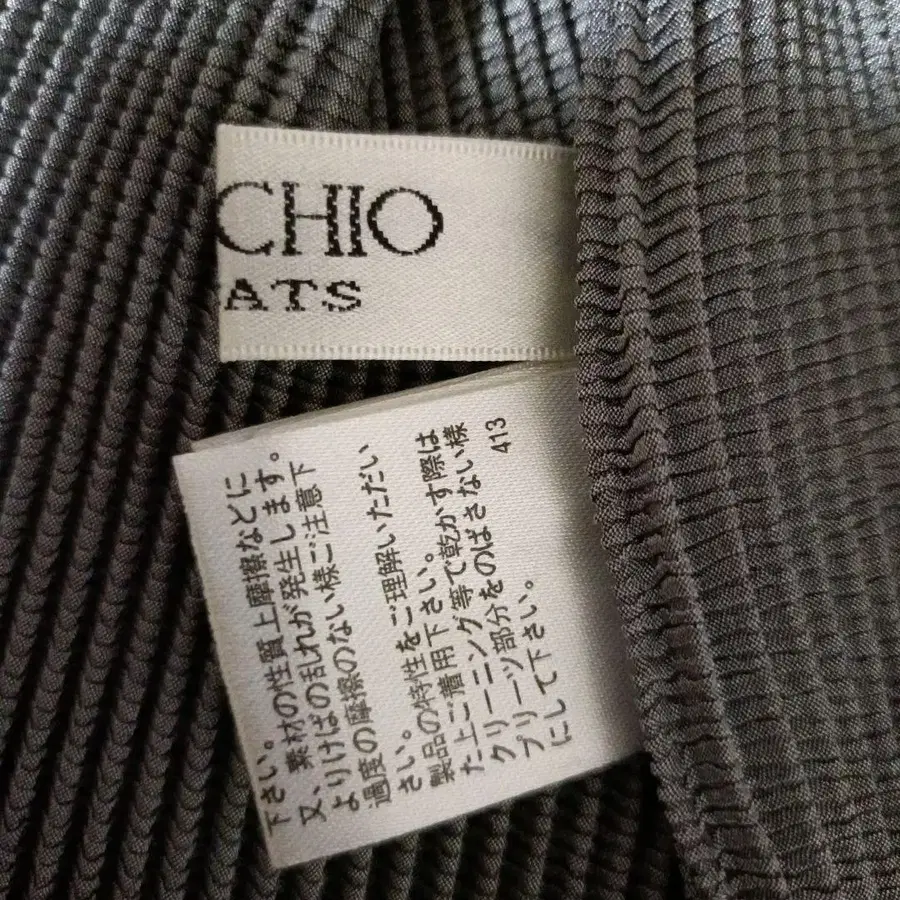 CHIO
ATS
下さい。
素材の性質上摩擦などに
又、りけばの乱れが発生します。
よ過度の摩擦のない様ご注意下
さい。
製品の特性をご理解いただい
た上ご着用下さい。
クリーニング等で乾かす際は
プリーツ部分をのばさない様
にして下さい。
413